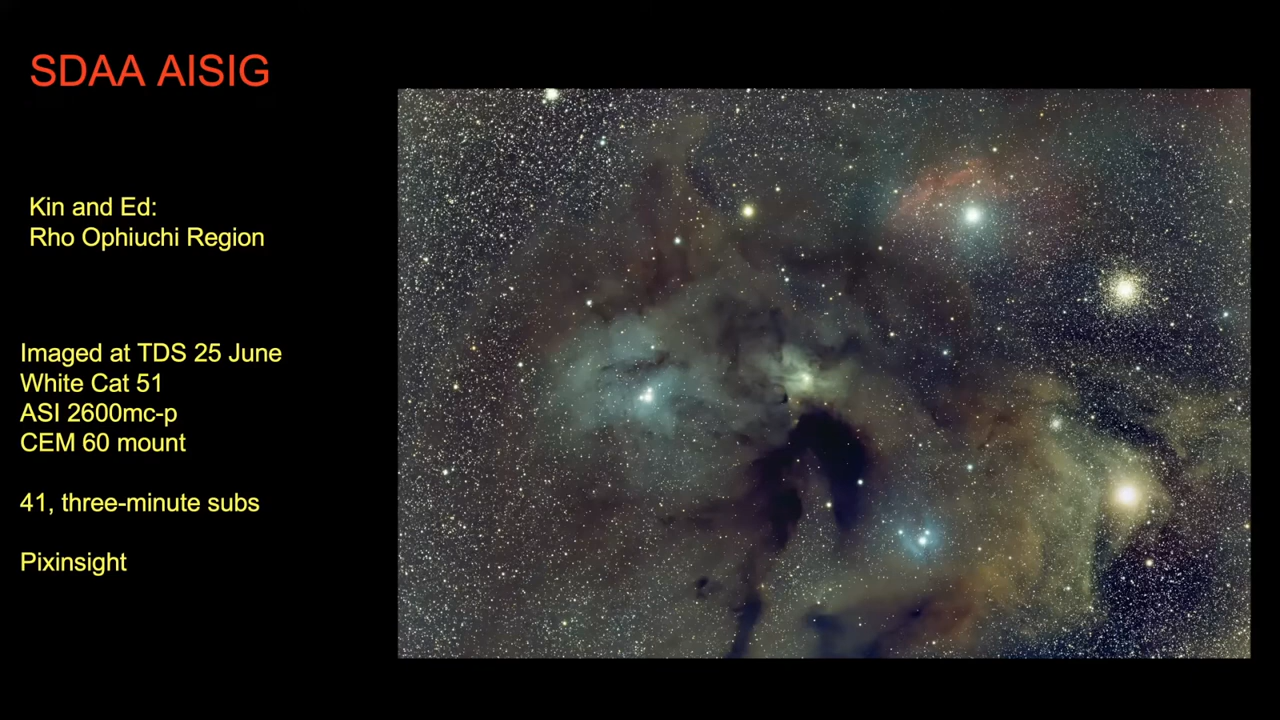 SDAA AISIG
Kin and Ed:
Rho Ophiuchi Region
Imaged at TDS 25 June
White Cat 51
ASI 2600mc-p
CEM 60 mount
41, three-minute subs
Pixinsight